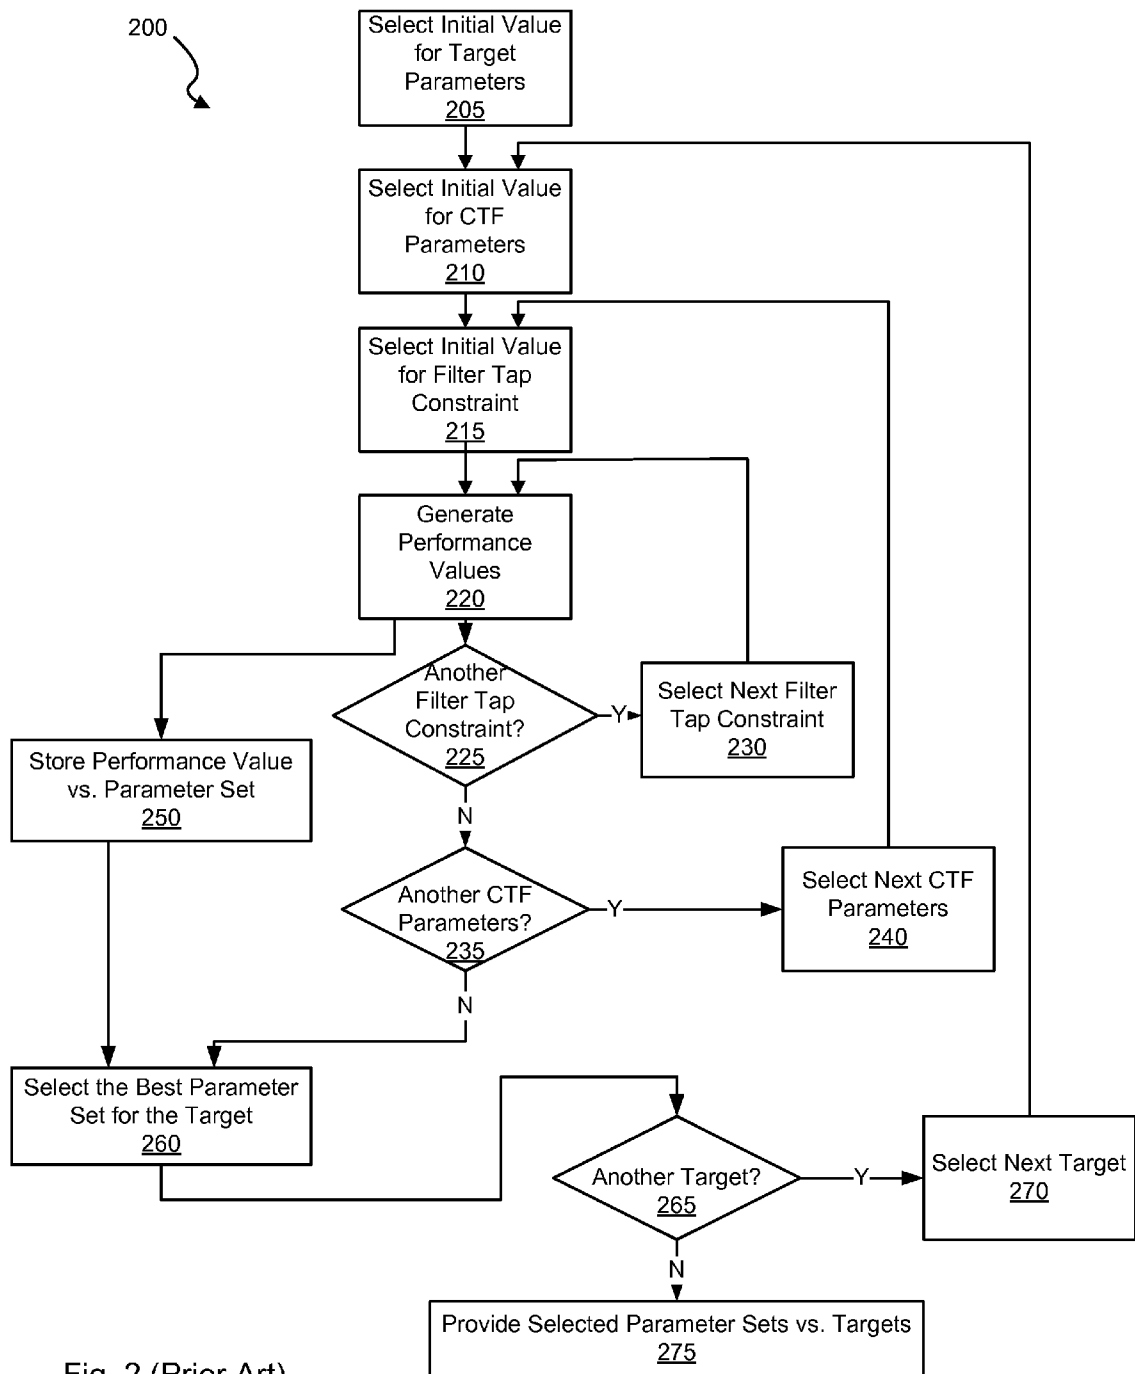 200
Select Initial Value
for Target
Parameters
205
Select Initial Value
for CTF
Parameters
210
Select Initial Value
for Filter Tap
Constraint
215
Generate
Performance
Values
220
Another
Filter Tap
Constraint?
225
Y
Select Next Filter
Tap Constraint
230
N
Store Performance Value
vs. Parameter Set
250
Another CTF
Parameters?
235
Y
Select Next CTF
Parameters
240
N
Select the Best Parameter
Set for the Target
260
Another Target?
265
Y
Select Next Target
270
N
Provide Selected Parameter Sets vs. Targets
275
Fig. 2 (Prior Art)